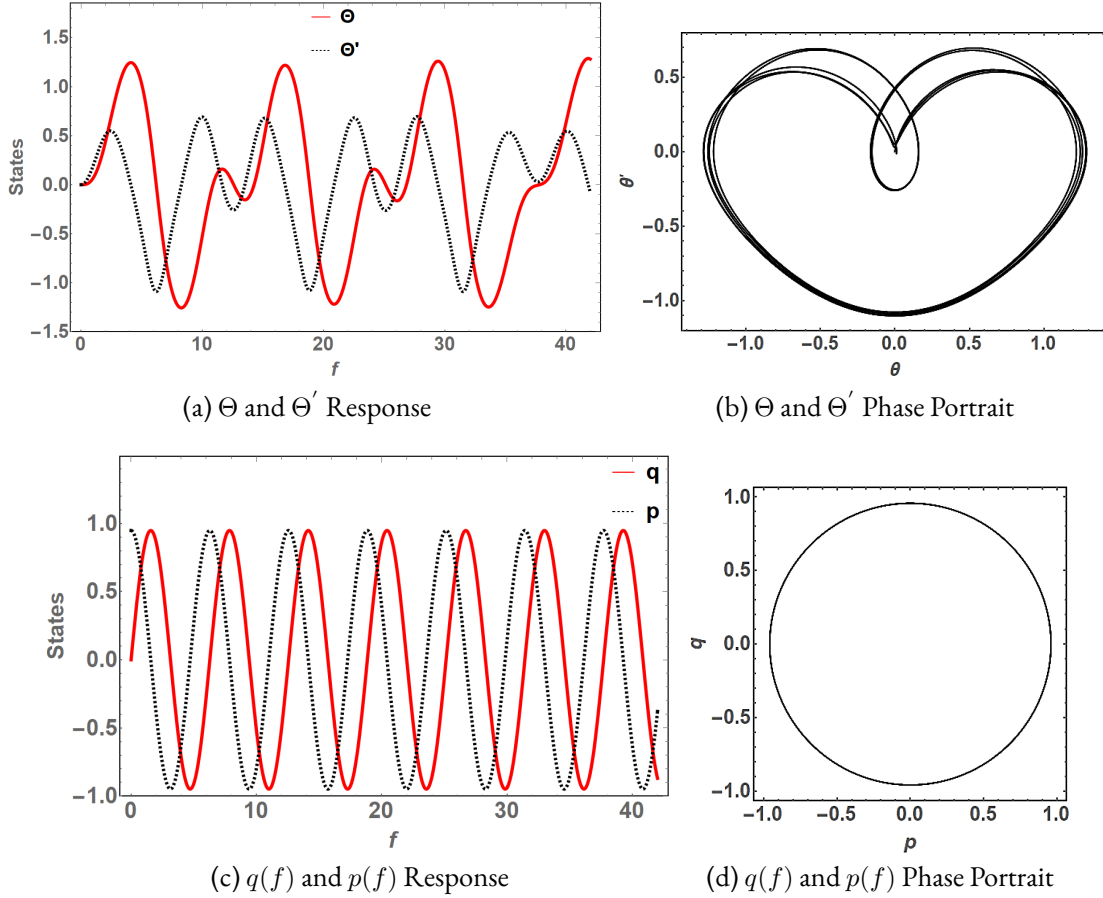 Θ
Θ'
States
1.5
1.0
0.5
0.0
−0.5
−1.0
−1.5
0 10 20 30 40
f
(a) Θ and Θ′ Response
θ'
0.5
0.0
−0.5
−1.0
−1.0 −0.5 0.0 0.5 1.0
θ
(b) Θ and Θ′ Phase Portrait
q
p
States
1.0
0.5
0.0
−0.5
−1.0
0 10 20 30 40
f
(c) q(f) and p(f) Response
q
1.0
0.5
0.0
−0.5
−1.0
−1.0 −0.5 0.0 0.5 1.0
p
(d) q(f) and p(f) Phase Portrait